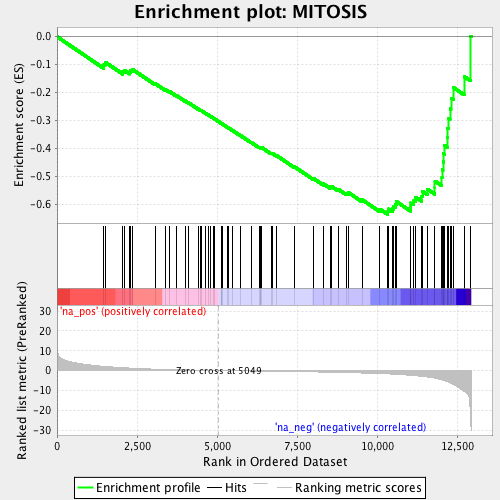 Enrichment plot: MITOSIS
Enrichment score (ES)
0.0
-0.1
-0.2
-0.3
-0.4
-0.5
-0.6
'na_pos' (positively correlated)
Ranked list metric (PreRanked)
30
20
10
0
-10
-20
-30
Zero cross at 5049
'na_neg' (negatively correlated)
0
2,500
5,000
7,500
10,000
12,500
Rank in Ordered Dataset
Enrichment profile
Hits
Ranking metric scores